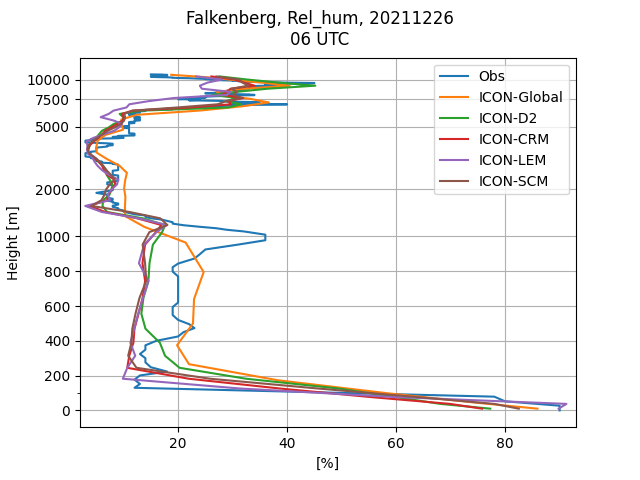 Falkenberg, Rel_hum, 20211226
06 UTC
Height [m]
10000
7500
5000
2000
1000
800
600
400
200
0
20
40
60
80
[%]
Obs
ICON-Global
ICON-D2
ICON-CRM
ICON-LEM
ICON-SCM